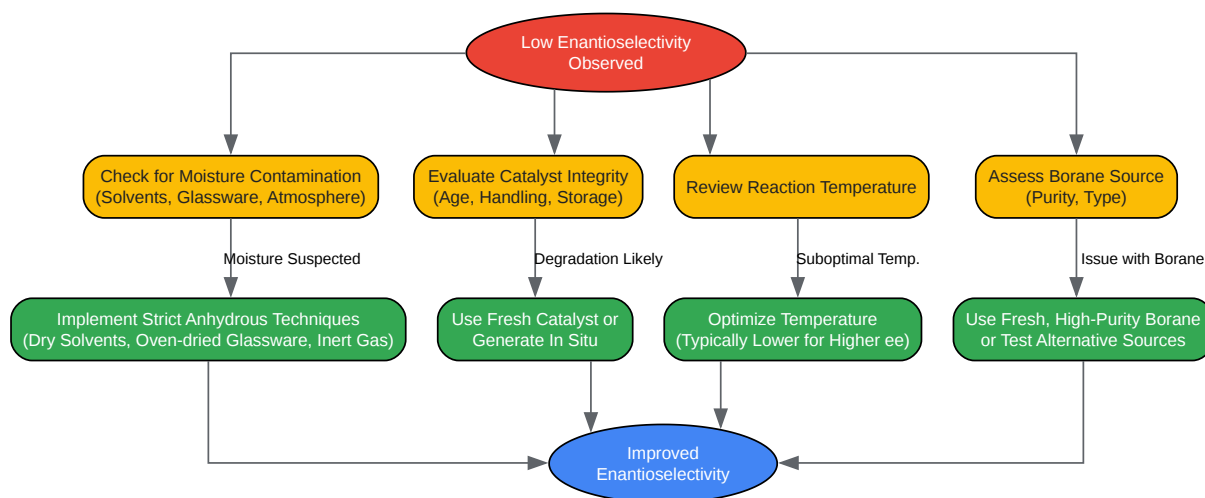 Low Enantioselectivity
Observed
Check for Moisture Contamination
(Solvents, Glassware, Atmosphere)
Evaluate Catalyst Integrity
(Age, Handling, Storage)
Review Reaction Temperature
Assess Borane Source
(Purity, Type)
Moisture Suspected
Degradation Likely
Suboptimal Temp.
Issue with Borane
Implement Strict Anhydrous Techniques
(Dry Solvents, Oven-dried Glassware, Inert Gas)
Use Fresh Catalyst or
Generate In Situ
Optimize Temperature
(Typically Lower for Higher ee)
Use Fresh, High-Purity Borane
or Test Alternative Sources
Improved
Enantioselectivity